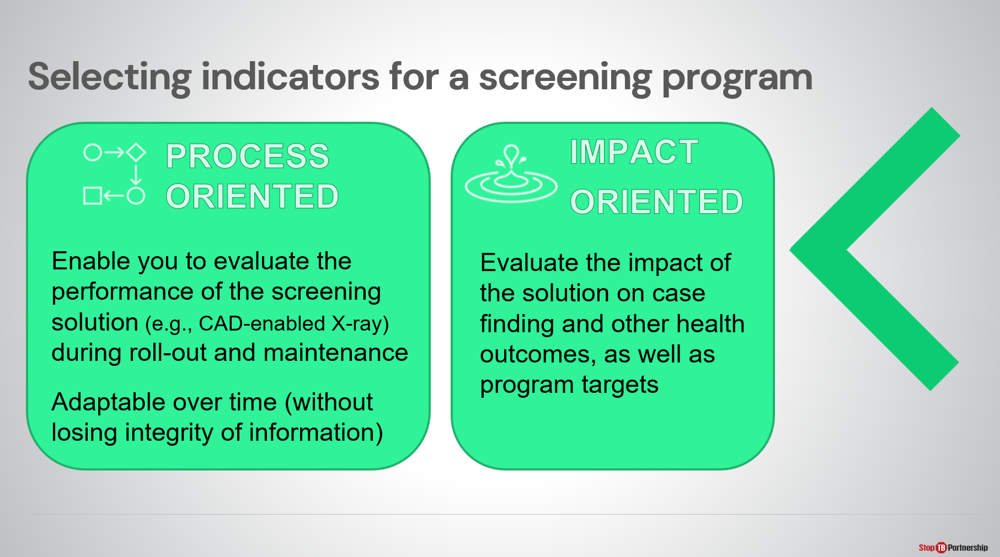 Selecting indicators for a screening program
PROCESS
ORIENTED
Enable you to evaluate the
performance of the screening
solution (e.g., CAD-enabled X-ray)
during roll-out and maintenance
Adaptable over time (without
losing integrity of information)
IMPACT
ORIENTED
Evaluate the impact of
the solution on case
finding and other health
outcomes, as well as
program targets
Stop TB Partnership